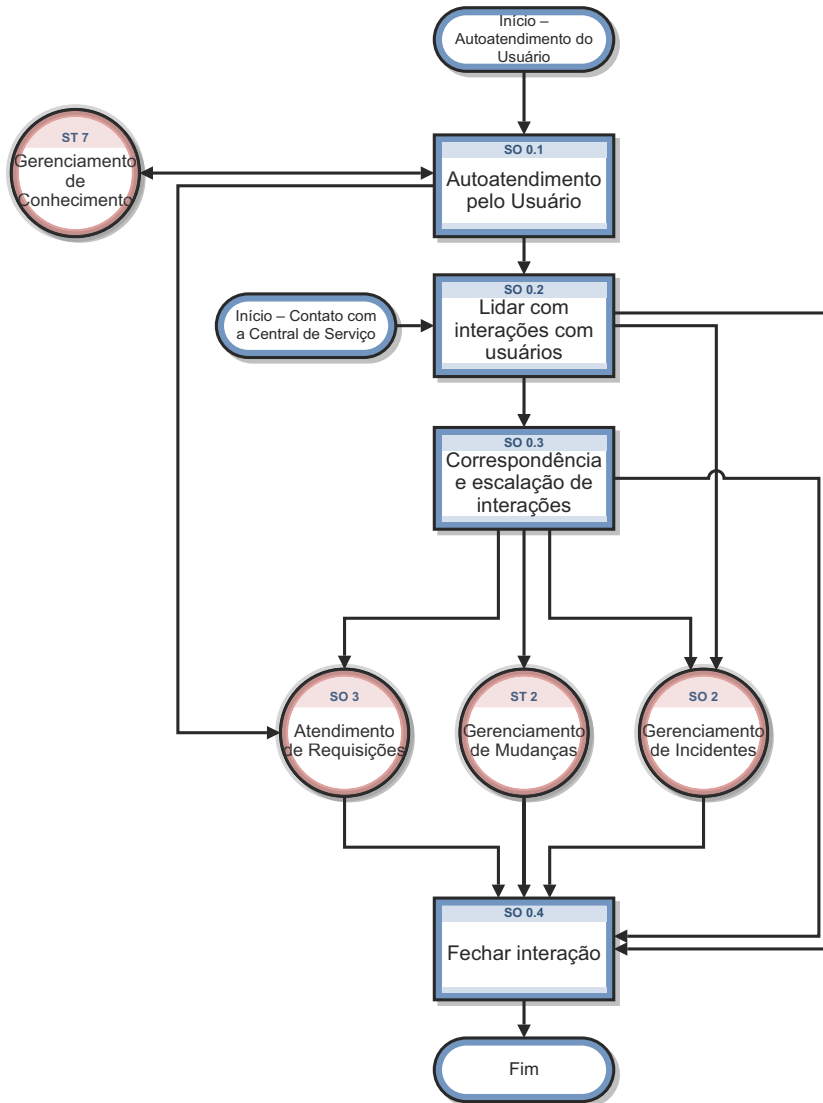 Início –
Autoatendimento do
Usuário
ST 7
Gerenciamento
de
Conhecimento
SO 0.1
Autoatendimento
pelo Usuário
Início – Contato com
a Central de Serviço
SO 0.2
Lidar com
interações com
usuários
SO 0.3
Correspondência
e escalação de
interações
SO 3
Atendimento
de Requisições
ST 2
Gerenciamento
de Mudanças
SO 2
Gerenciamento
de Incidentes
SO 0.4
Fechar interação
Fim